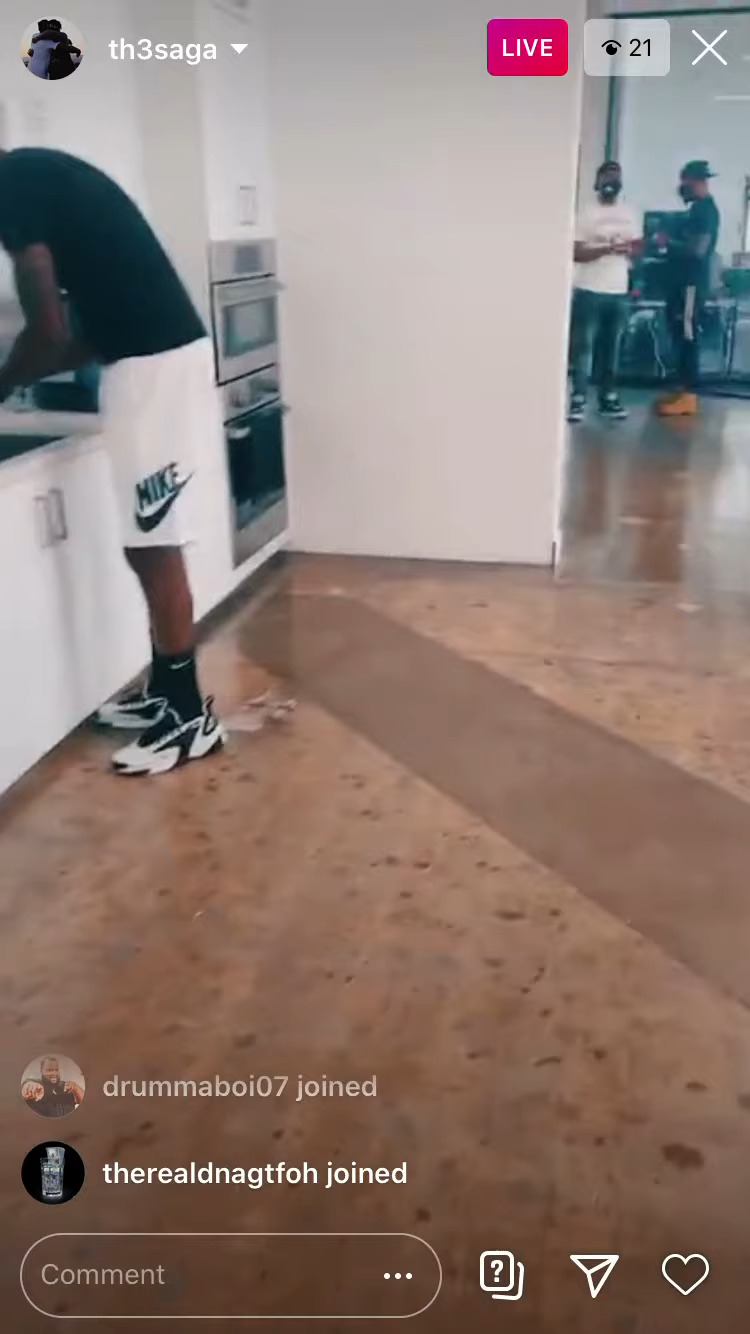 th3saga
LIVE
21
NIKE
drummaboi07 joined
therealdnagtfoh joined
Comment